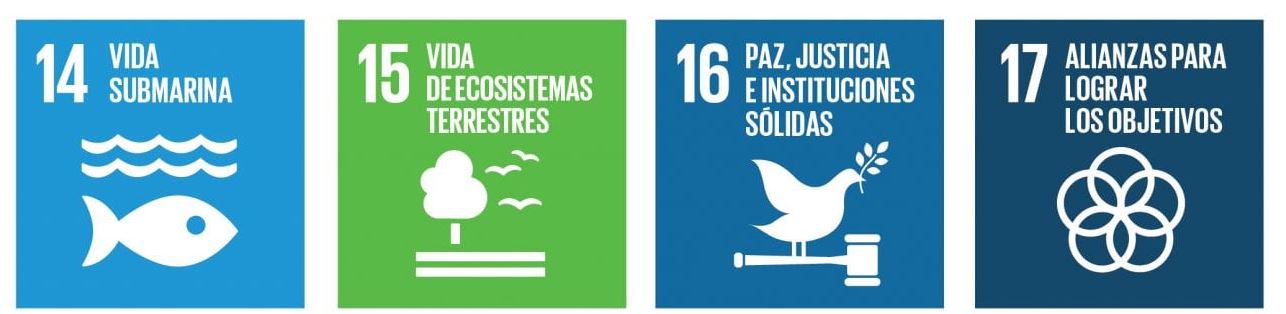 14 VIDA
SUBMARINA
15 VIDA
DE ECOSISTEMAS
TERRESTRES
16 PAZ, JUSTICIA
E INSTITUCIONES
SÓLIDAS
17 ALIANZAS PARA
LOGRAR
LOS OBJETIVOS